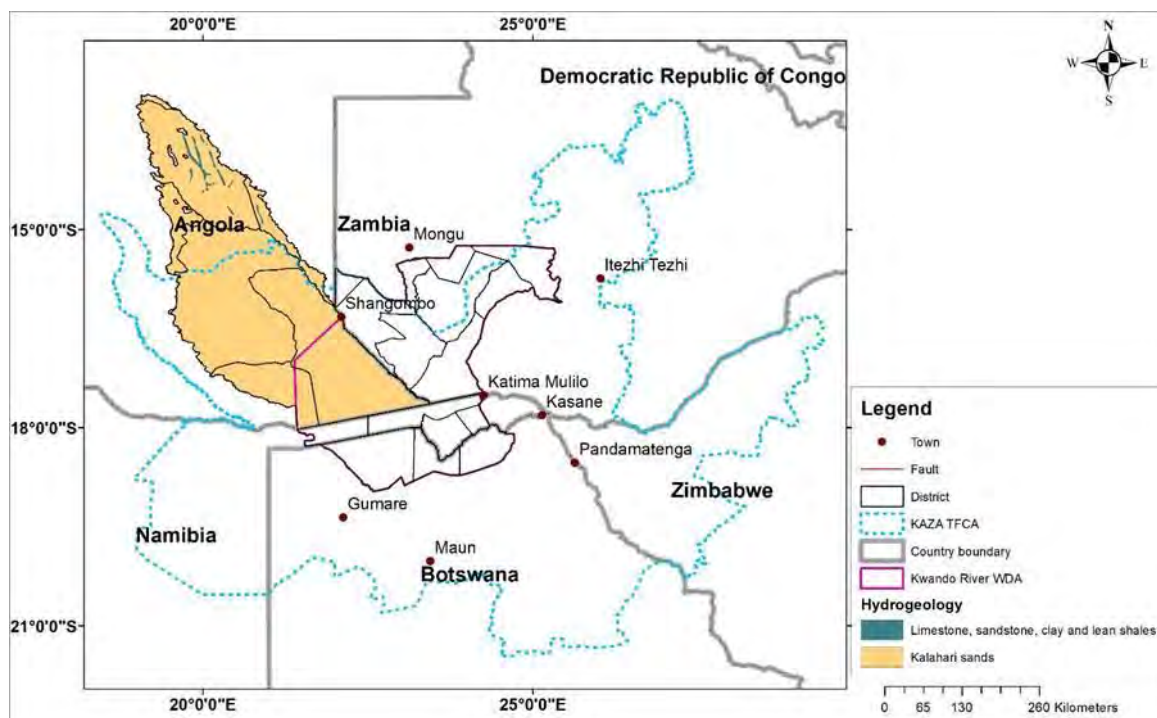 20°0'0"E
25°0'0"E
N
W
E
S
Democratic Republic of Congo
15°0'0"S
Angola
Zambia
Mongu
Itezhi Tezhi
Shangombo
Katima Mulilo
Kasane
18°0'0"S
Pandamatenga
Zimbabwe
Gumare
Namibia
Maun
Botswana
21°0'0"S
20°0'0"E
25°0'0"E
Legend
Town
Fault
District
KAZA TFCA
Country boundary
Kwando River WDA
Hydrogeology
Limestone, sandstone, clay and lean shales
Kalahari sands
0 65 130 260 Kilometers